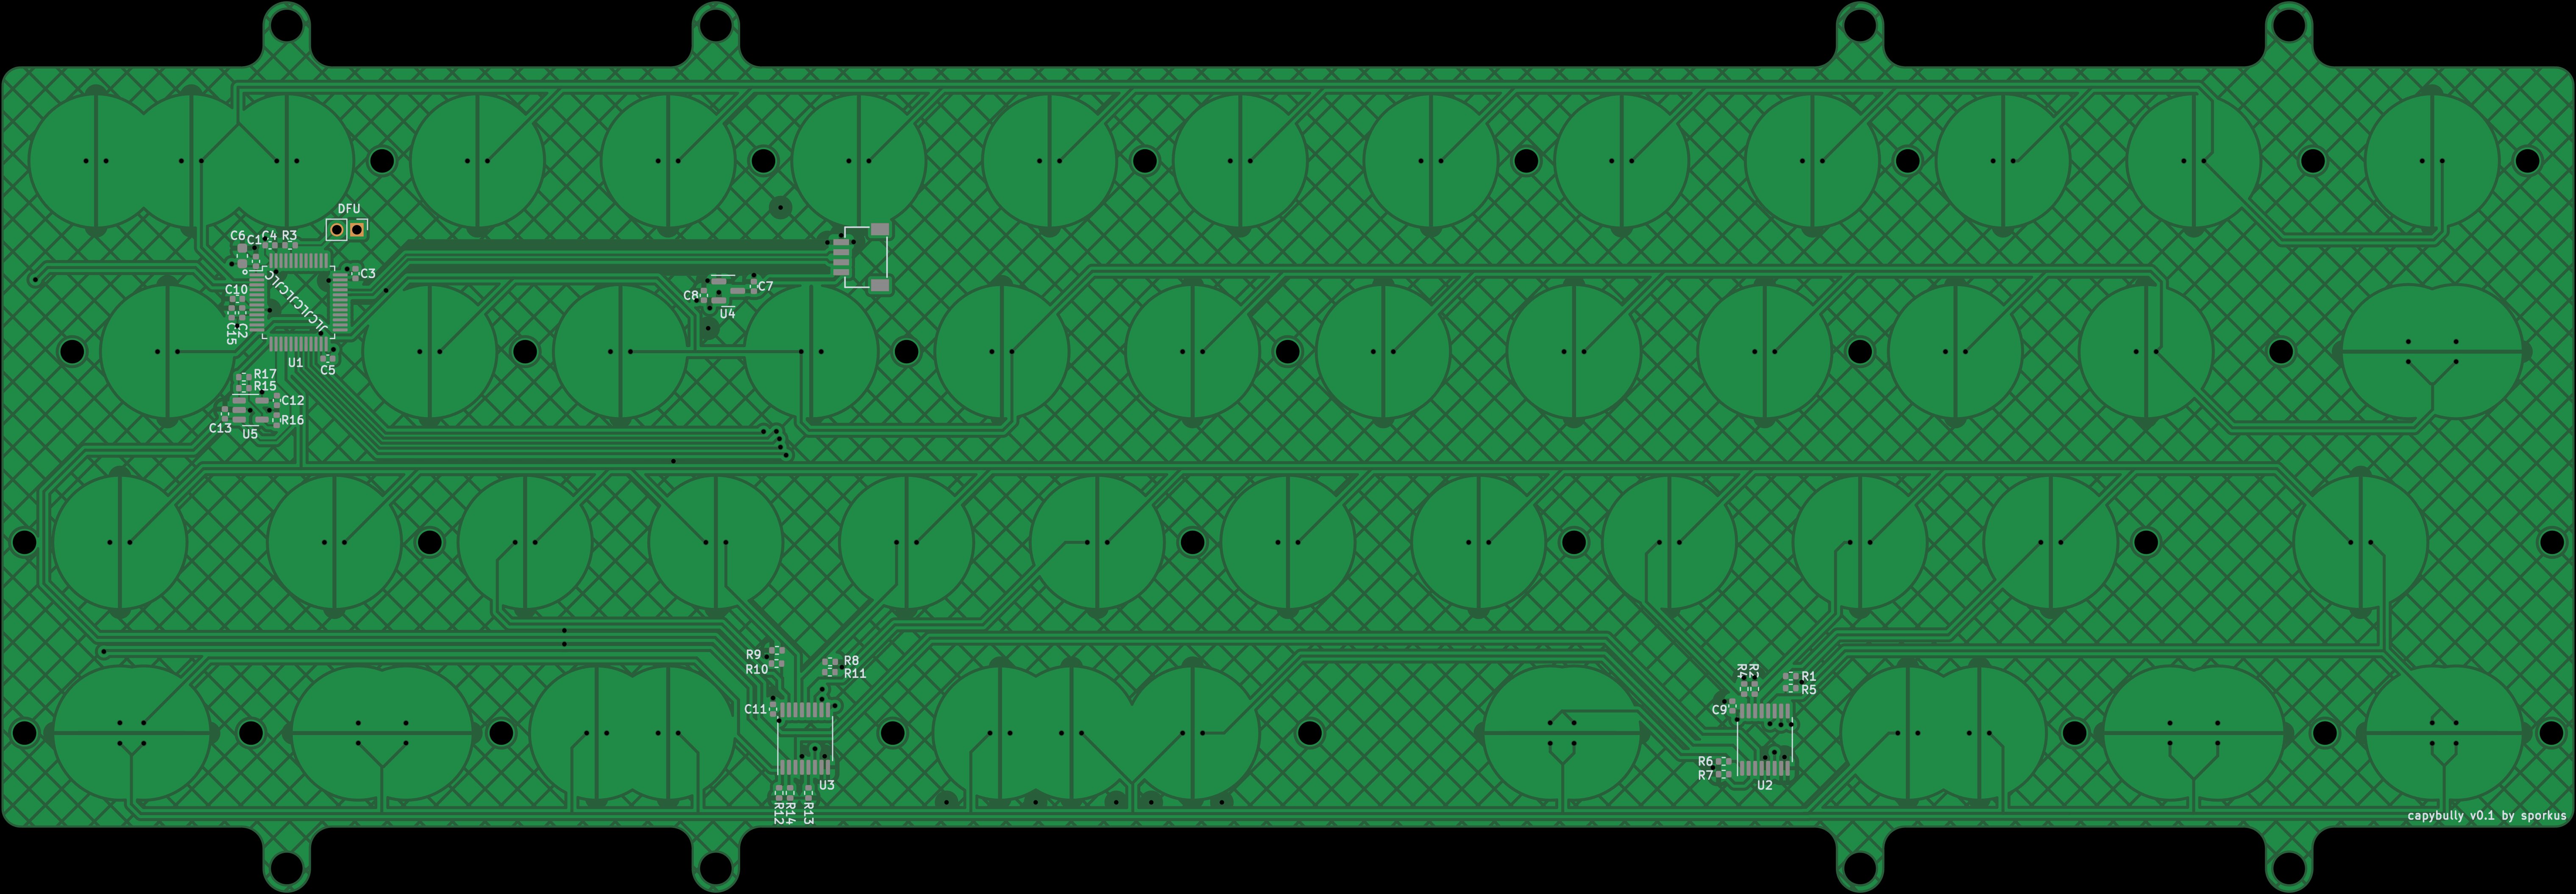 DFU
C6
C1
C4
R3
C3
C10
JLCJLCJLCJLC
C15
C2
U1
C5
C8
C7
U4
R17
R15
C12
C13
R16
U5
R9
R10
R8
R11
C11
U3
R12
R14
R13
R1
R5
C9
R6
R7
U2
capybully v0.1 by sporkus